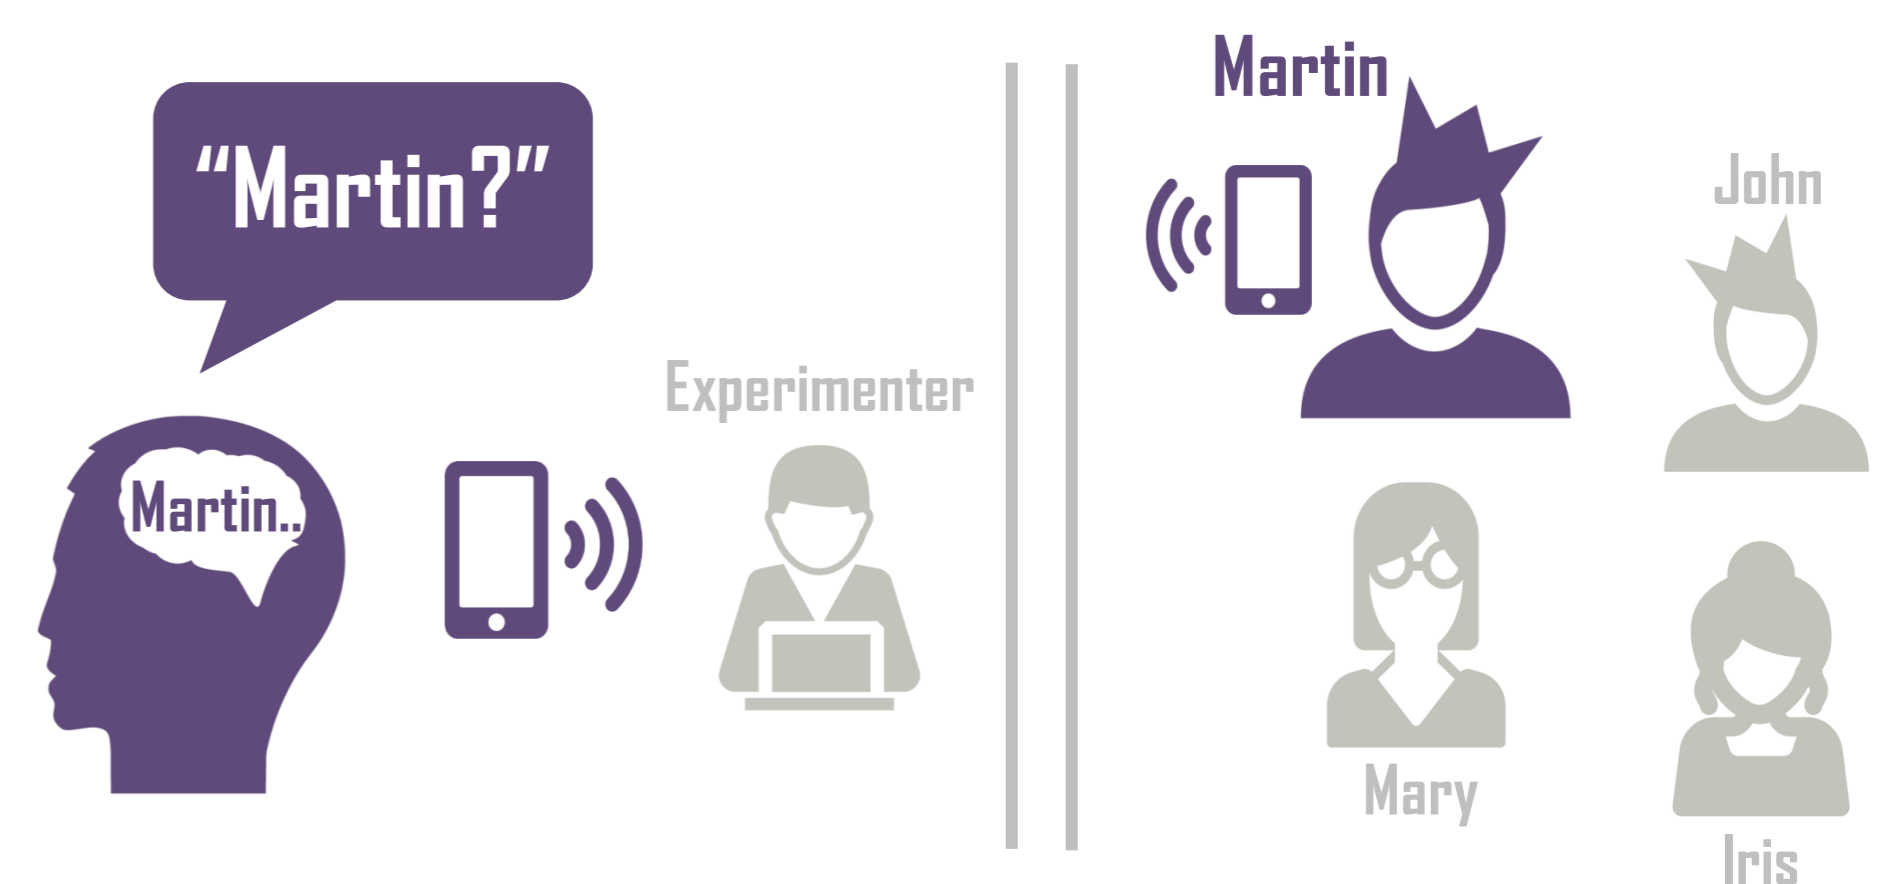 “Martin?”
Martin..
Experimenter
Martin
John
Mary
Iris